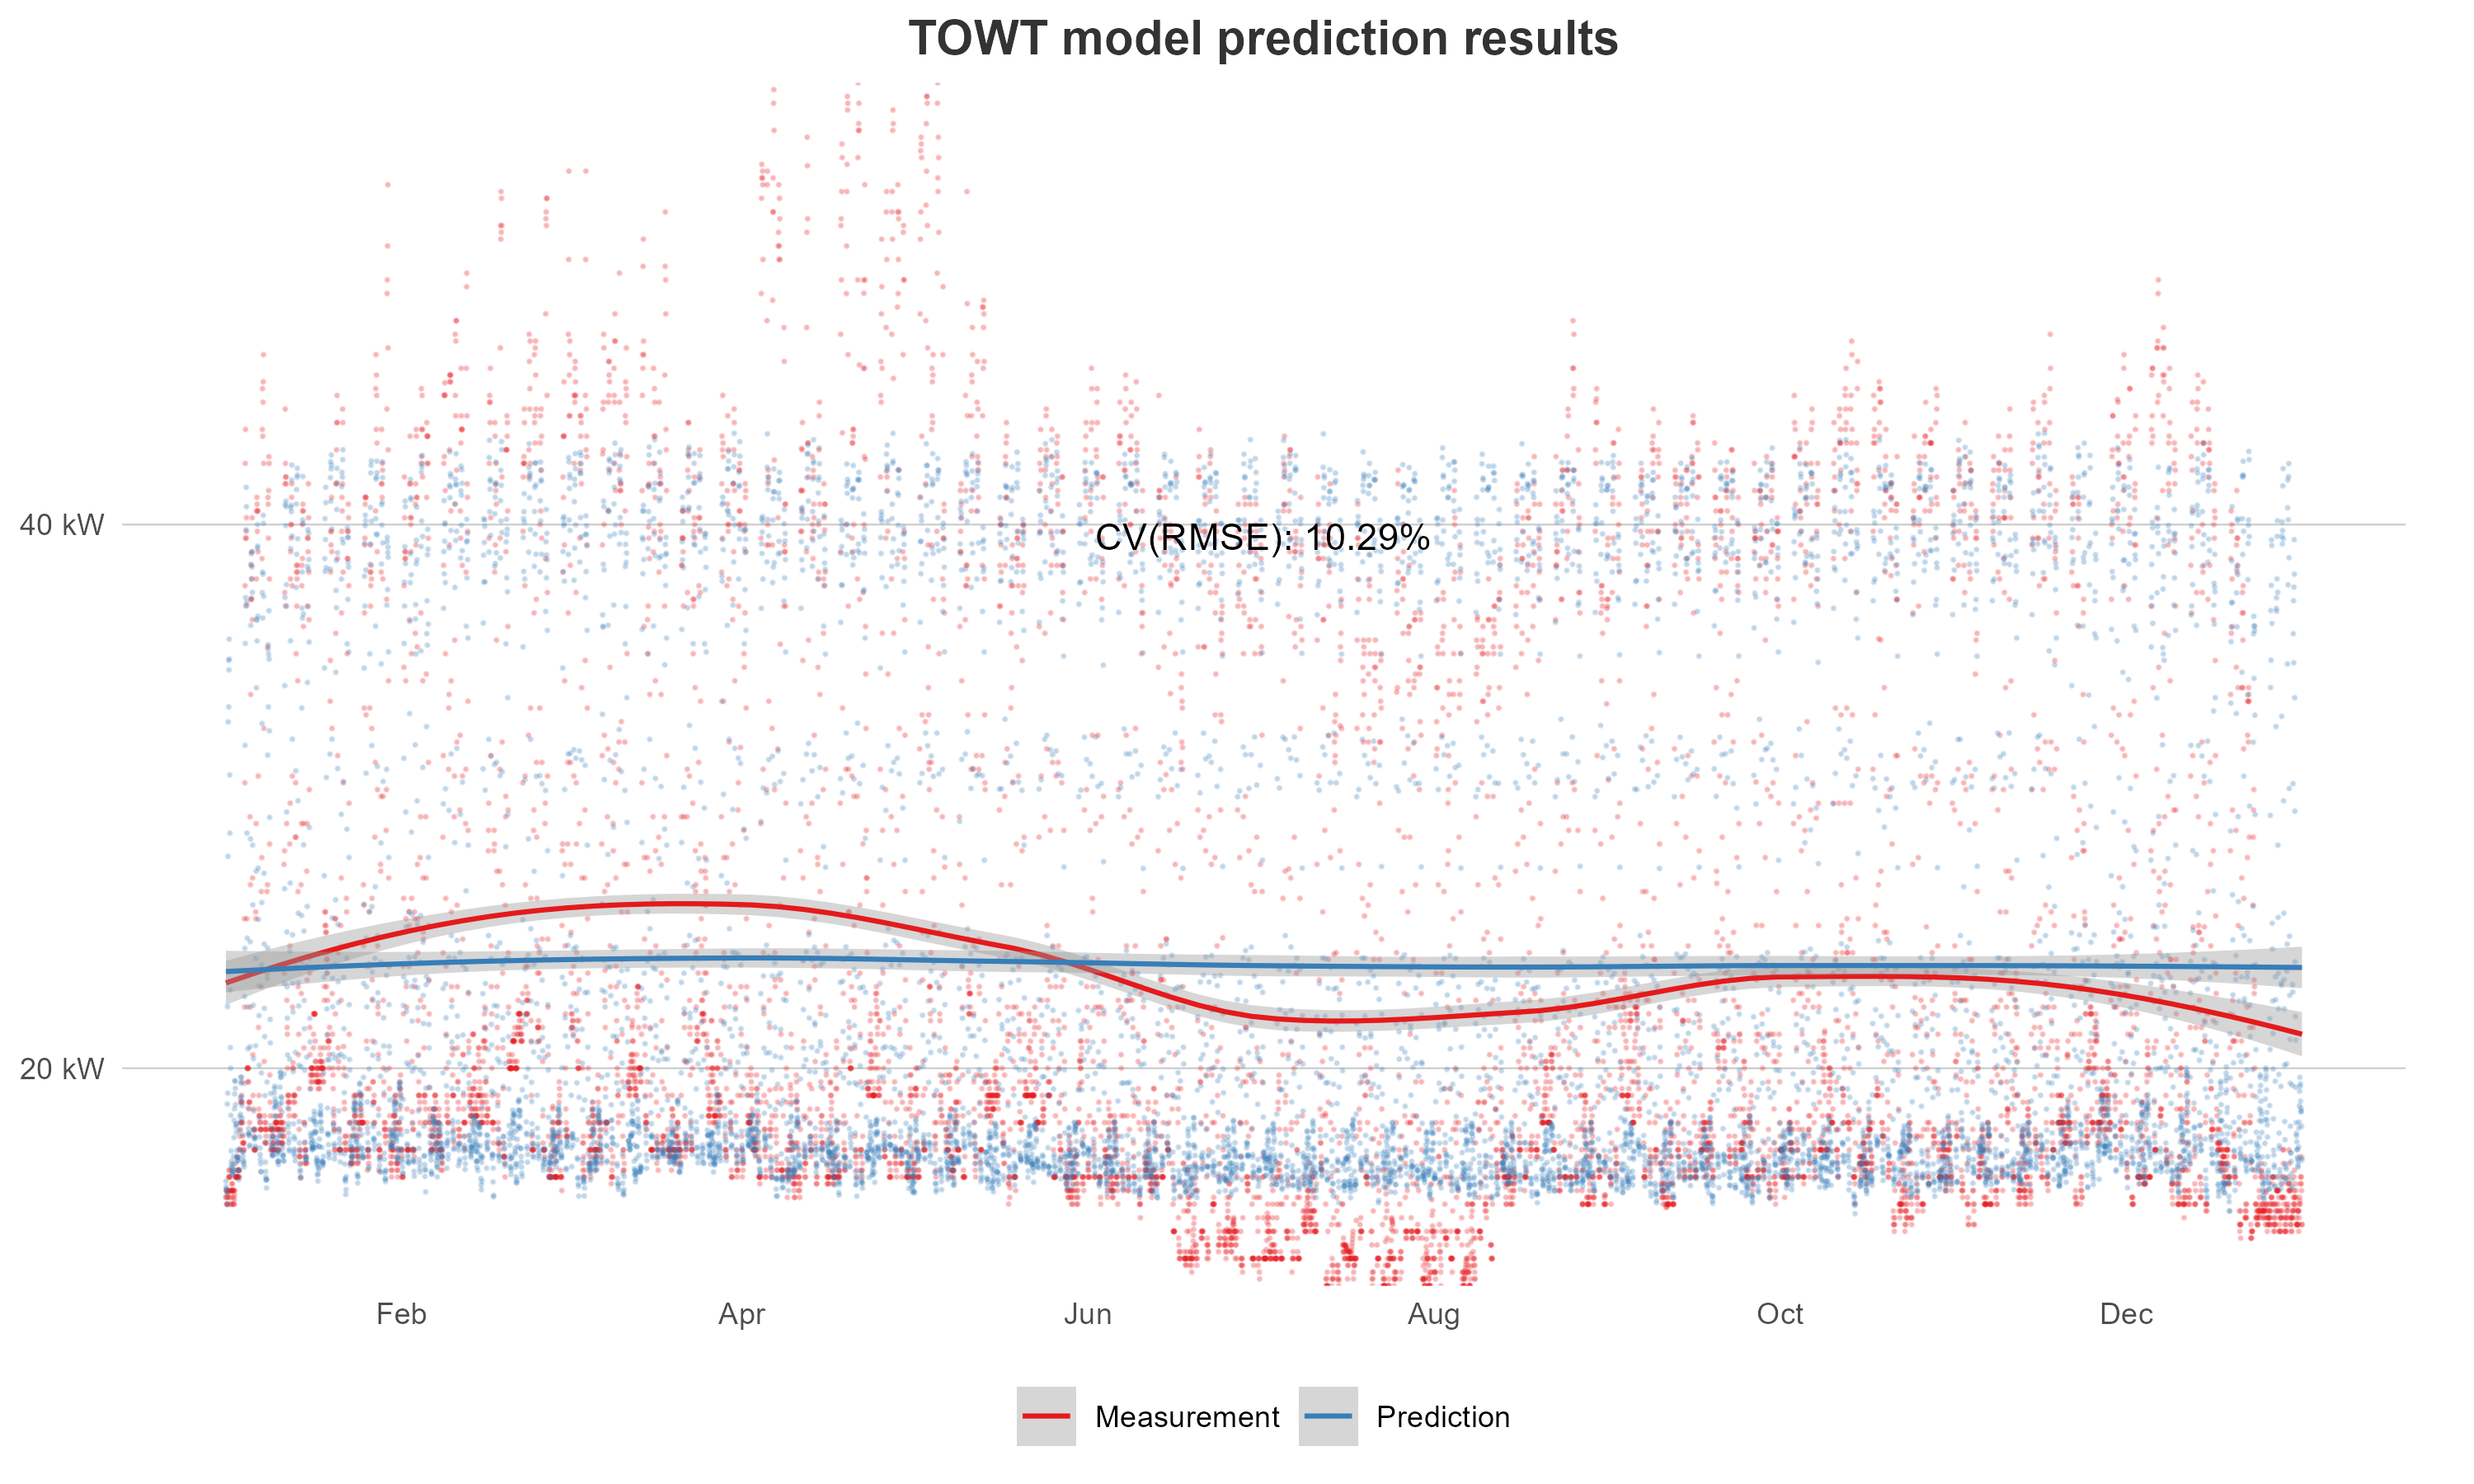 TOWT model prediction results
40 kW
CV(RMSE): 10.29%
20 kW
Feb Apr Jun Aug Oct Dec
Measurement Prediction